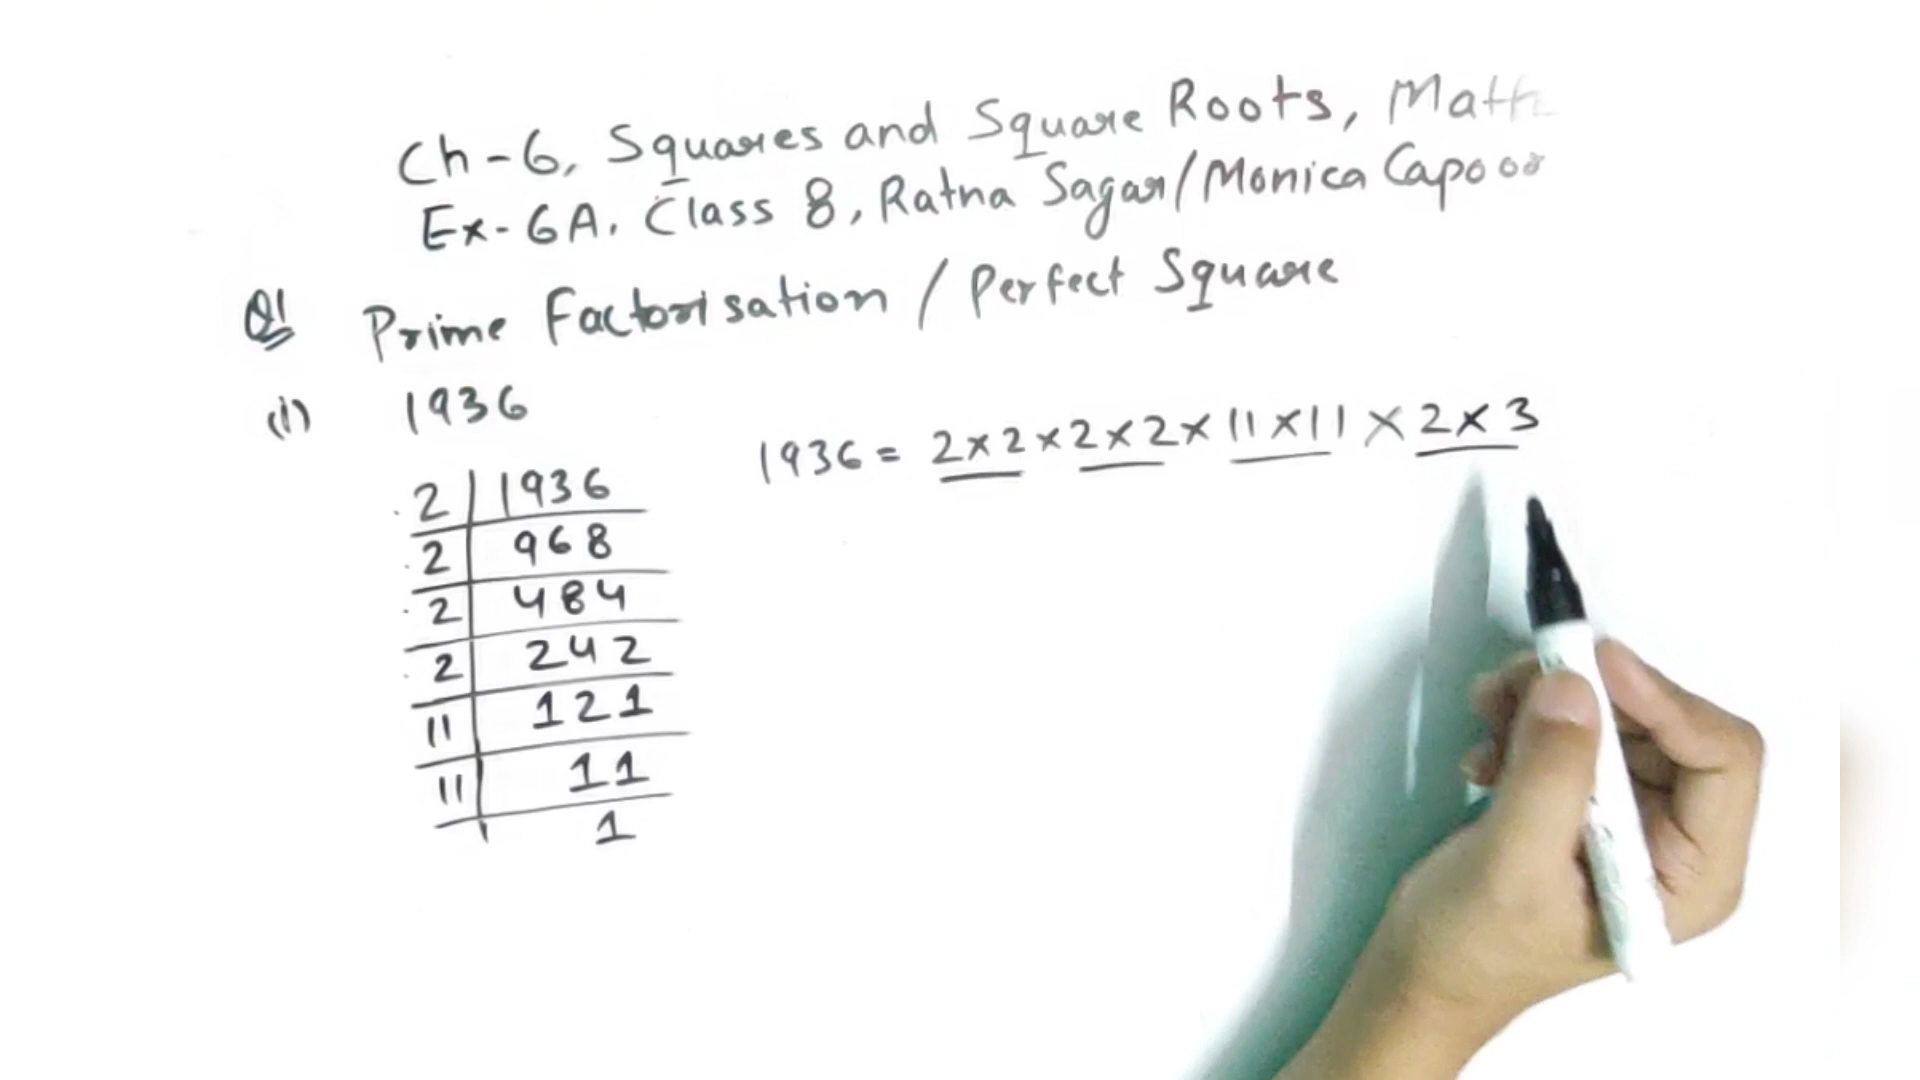 Ch-6, Squares and Square Roots, Math
Ex-6A, Class 8, Ratna Sagar/Monica Capoor
Q1 Prime Factorisation / Perfect Square
(i) 1936
1936 = 2×2×2×2×11×11×2×3
2 | 1936
2 | 968
2 | 484
2 | 242
11 | 121
11 | 11
1